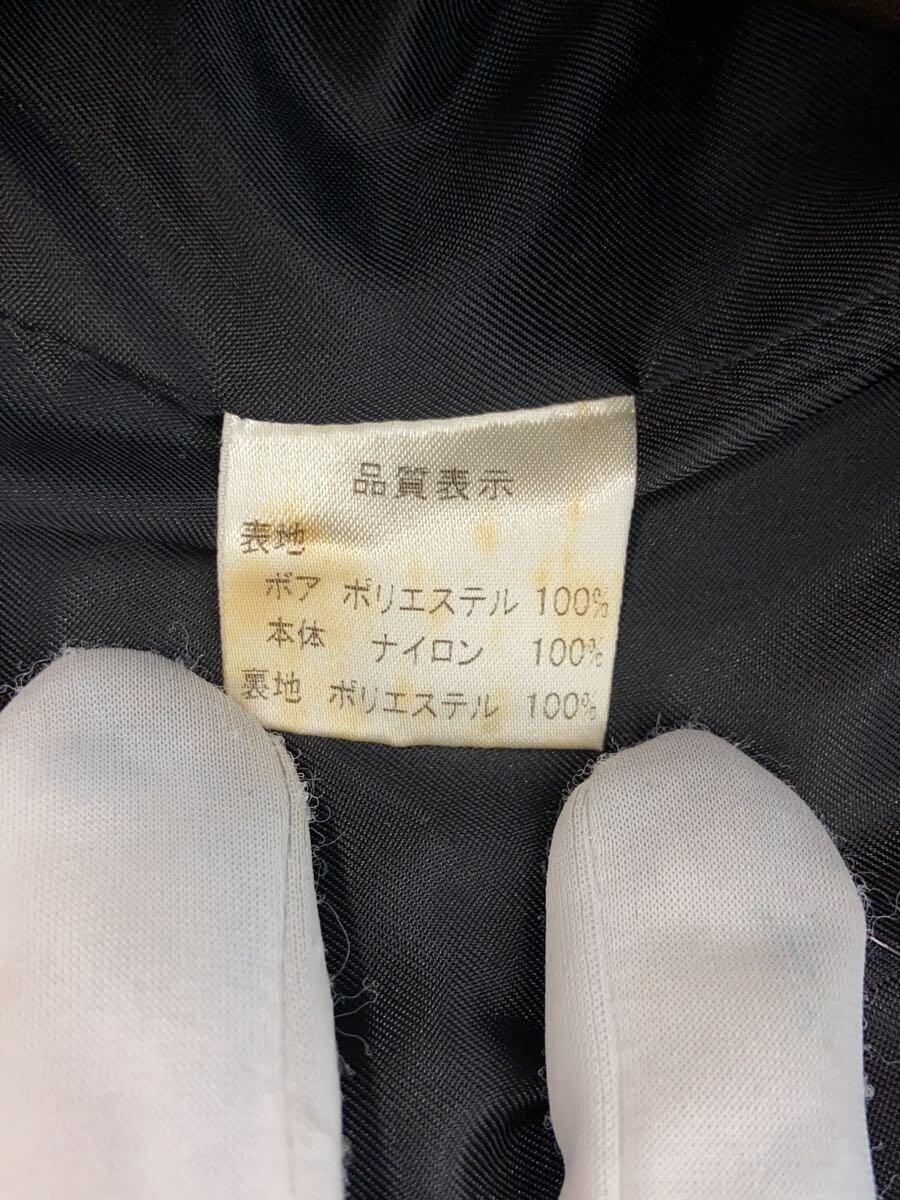 品質表示
表地
ボア ポリエステル 100%
本体 ナイロン 100%
裏地 ポリエステル 100%